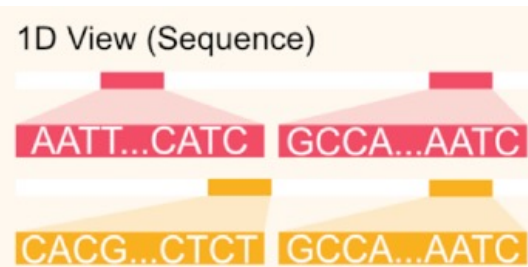 1D View (Sequence)
AATT...CATC GCCA...AATC
CACG...CTCT GCCA...AATC